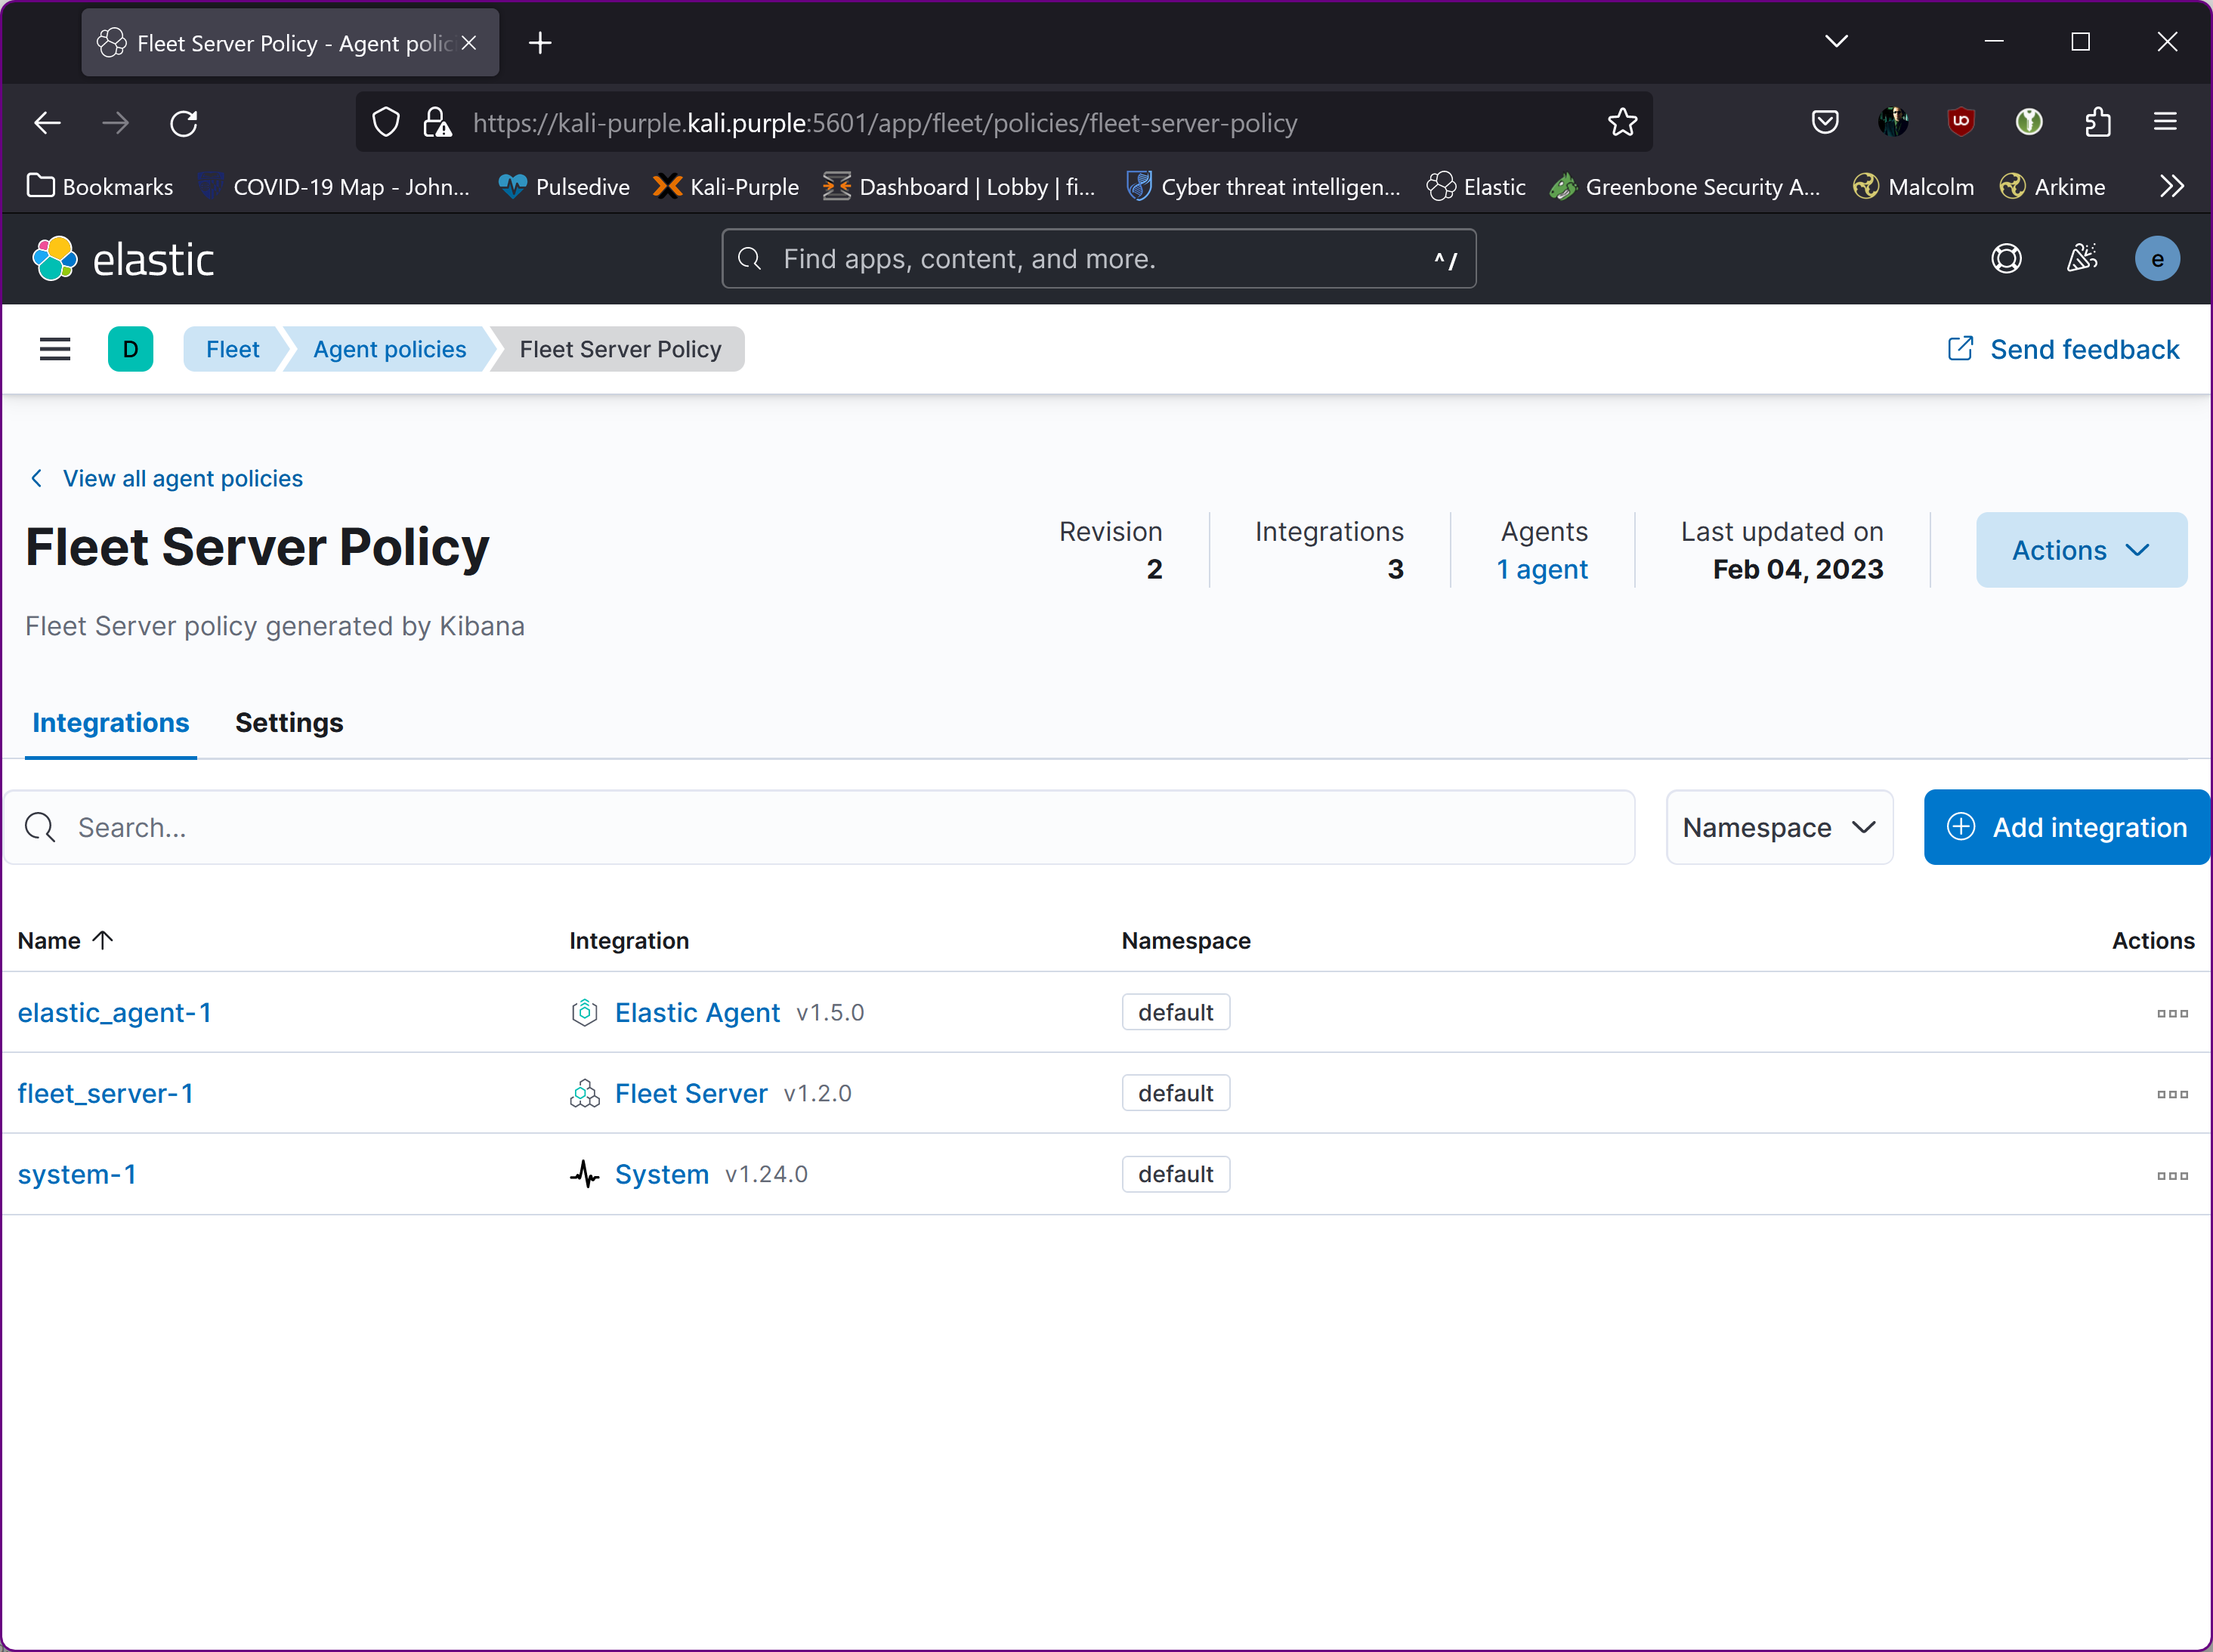 Fleet Server Policy - Agent polic
https://kali-purple.kali.purple:5601/app/fleet/policies/fleet-server-policy
Bookmarks COVID-19 Map - John... Pulsedive Kali-Purple Dashboard | Lobby | fi... Cyber threat intelligen... Elastic Greenbone Security A... Malcolm Arkime
elastic Find apps, content, and more. ^/ e
D Fleet Agent policies Fleet Server Policy Send feedback
View all agent policies
Fleet Server Policy
Fleet Server policy generated by Kibana
Revision Integrations Agents Last updated on
2 3 1 agent Feb 04, 2023
Actions
Integrations Settings
Search... Namespace Add integration
Name Integration Namespace Actions
elastic_agent-1 Elastic Agent v1.5.0 default
fleet_server-1 Fleet Server v1.2.0 default
system-1 System v1.24.0 default